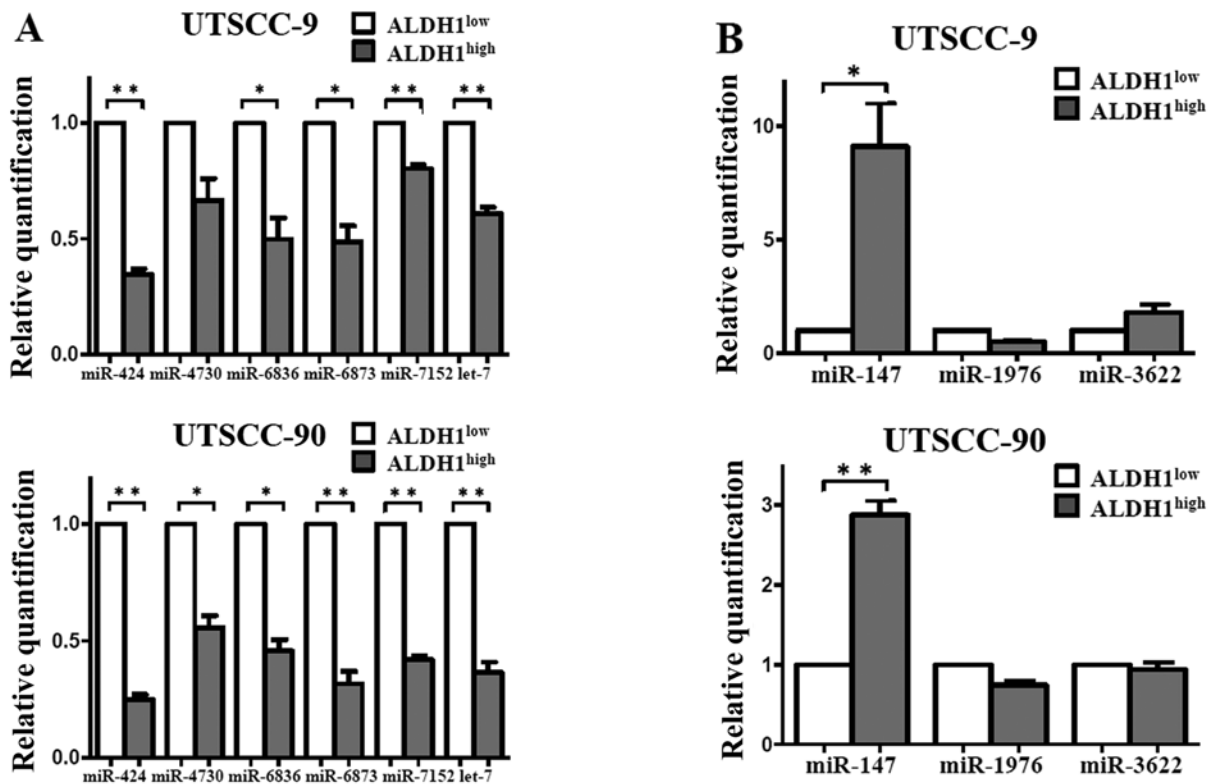 A
UTSCC-9
ALDH1low
ALDH1high
Relative quantification
1.0
0.5
0.0
** * * ** **
miR-424 miR-4730 miR-6836 miR-6873 miR-7152 let-7
UTSCC-90
ALDH1low
ALDH1high
Relative quantification
1.0
0.5
0.0
** * * ** ** **
miR-424 miR-4730 miR-6836 miR-6873 miR-7152 let-7
B
UTSCC-9
ALDH1low
ALDH1high
Relative quantification
10
5
0
*
miR-147 miR-1976 miR-3622
UTSCC-90
ALDH1low
ALDH1high
Relative quantification
3
2
1
0
**
miR-147 miR-1976 miR-3622